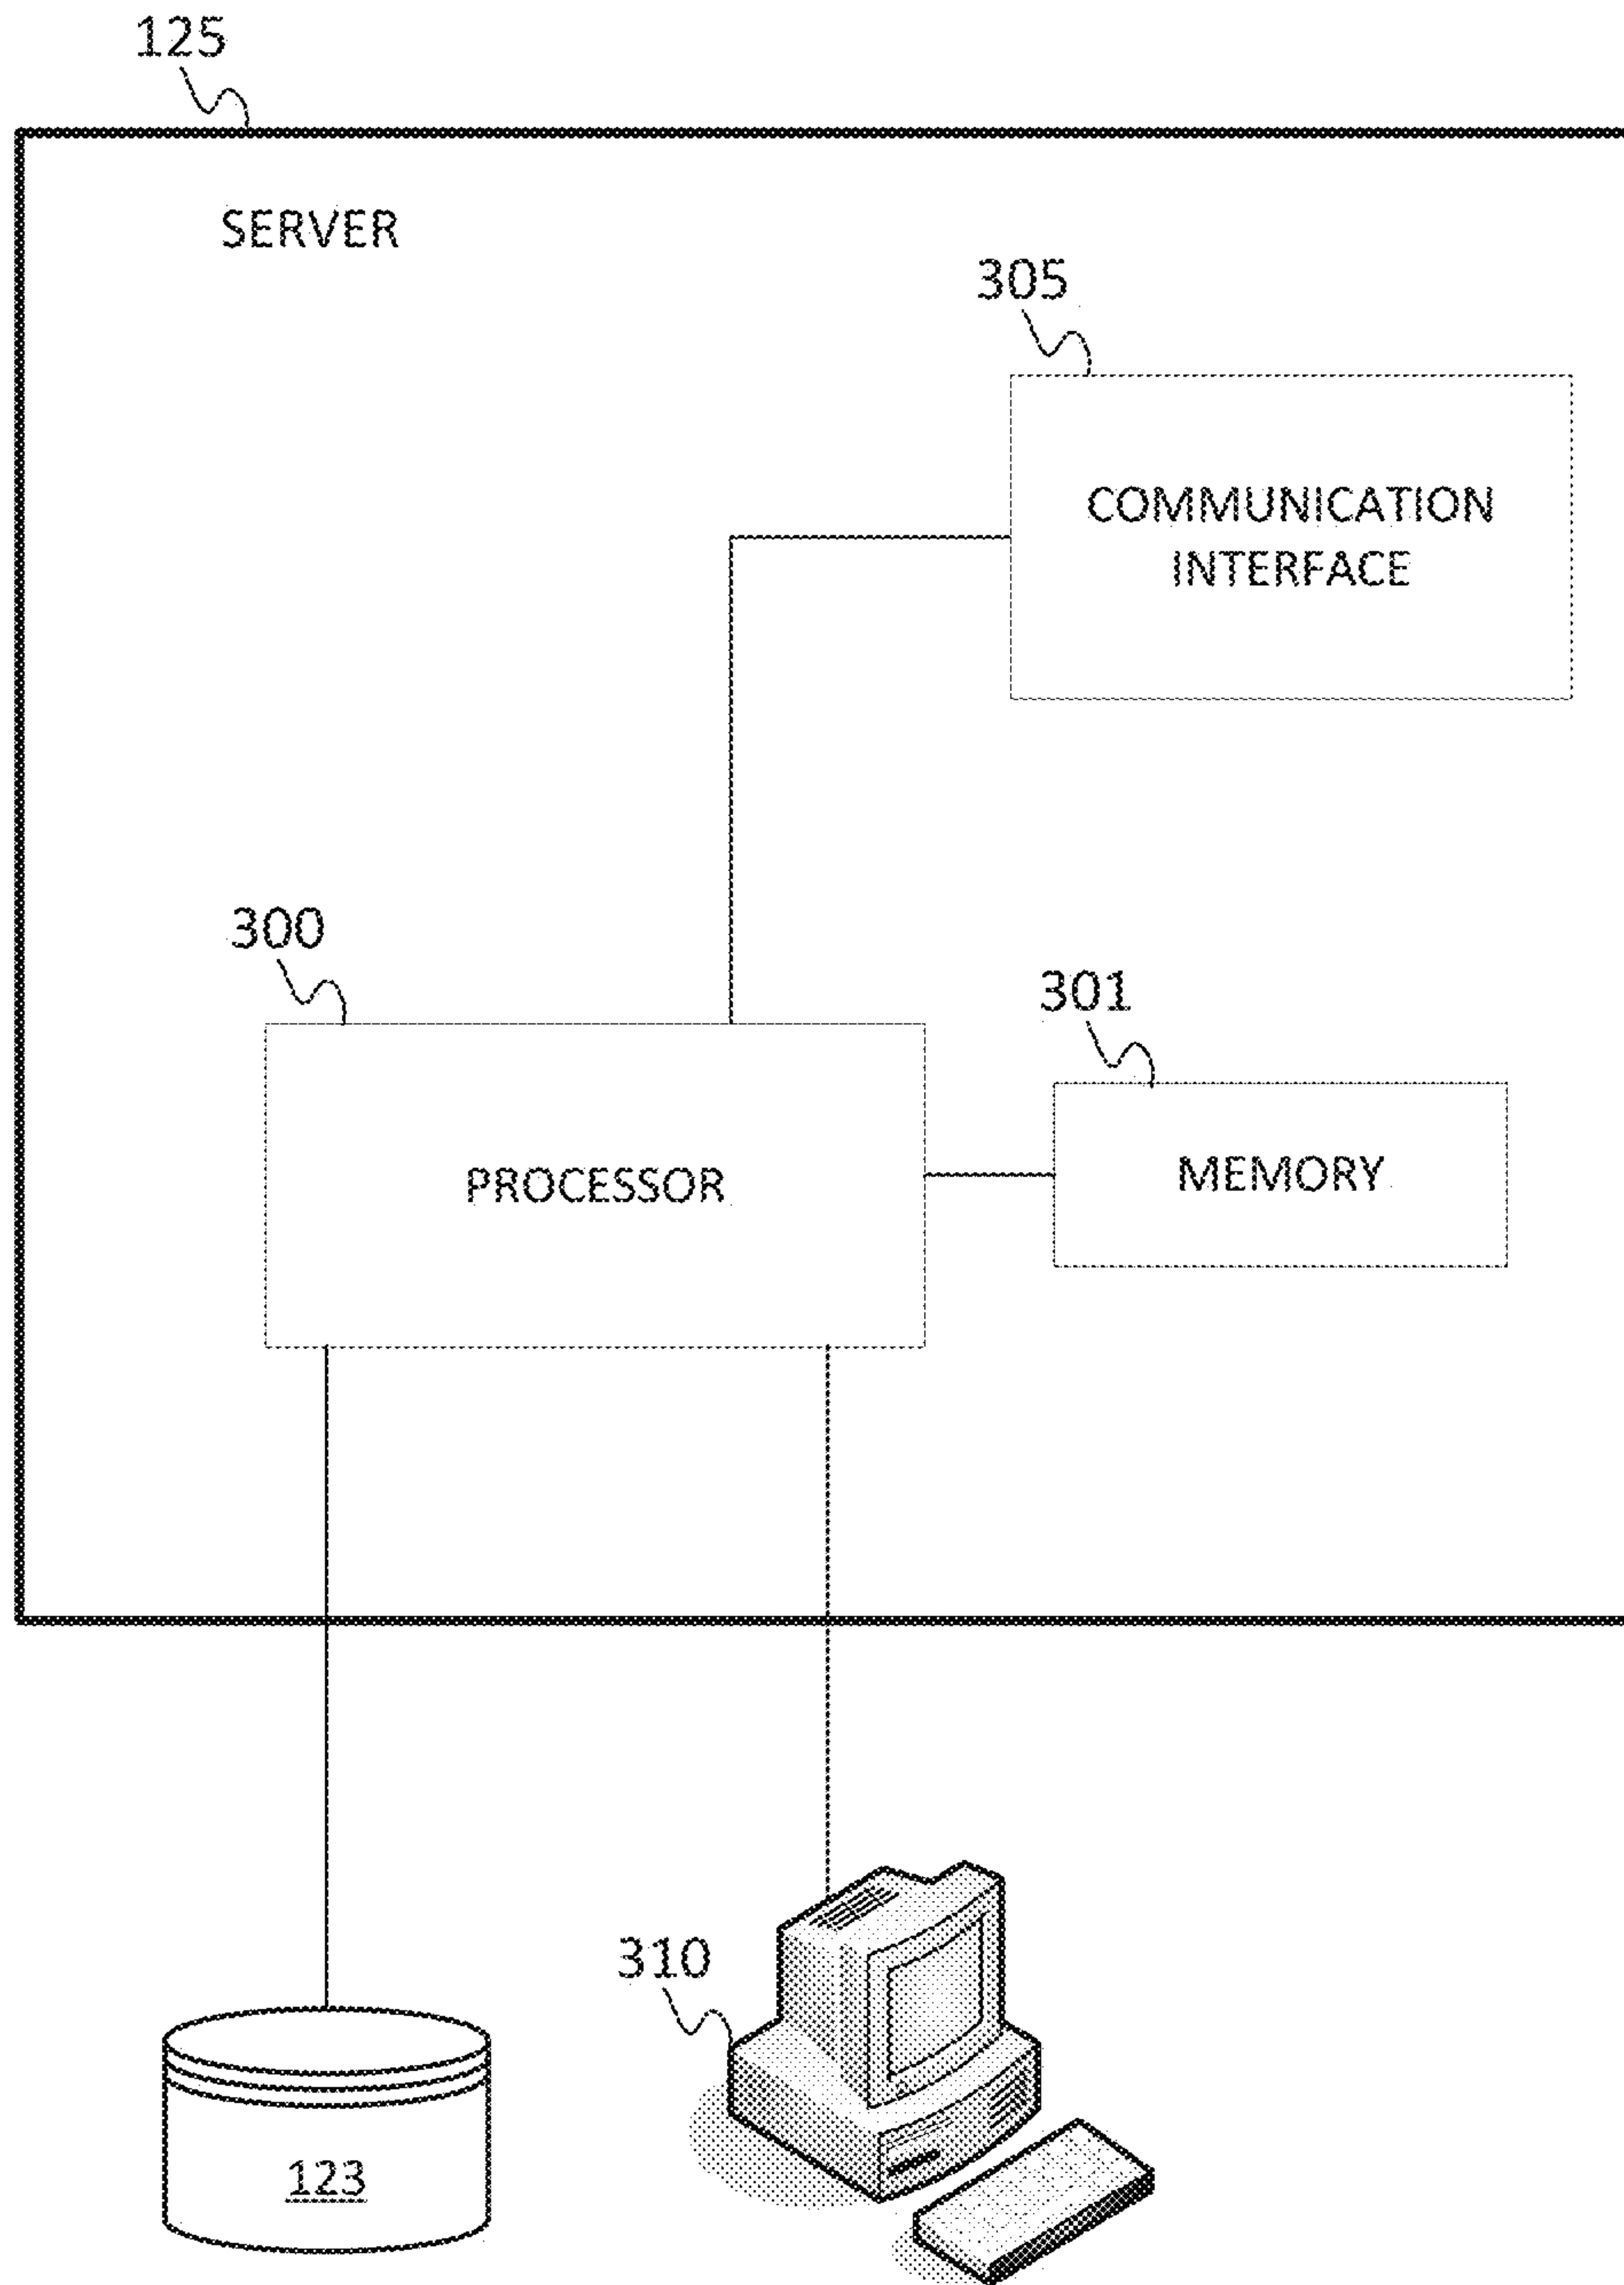 125
SERVER
305
COMMUNICATION
INTERFACE
300
301
PROCESSOR
MEMORY
310
123